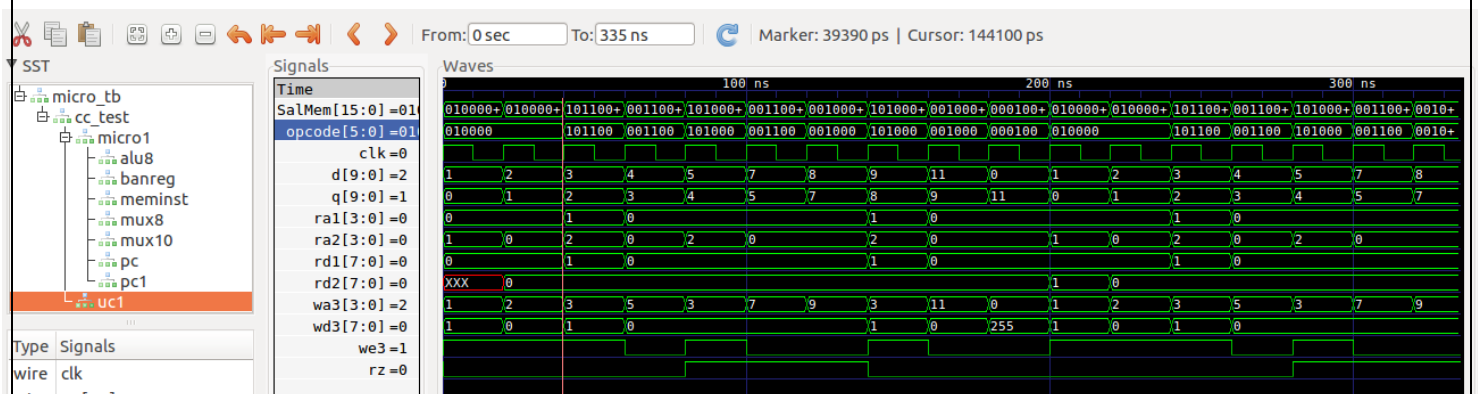 From: 0 sec To: 335 ns Marker: 39390 ps | Cursor: 144100 ps
SST
micro_tb
cc_test
micro1
alu8
banreg
meminst
mux8
mux10
pc
pc1
uc1
Type Signals
wire clk
Signals
Time
SalMem[15:0] =01
opcode[5:0] =01
clk =0
d[9:0] =2
q[9:0] =1
ra1[3:0] =0
ra2[3:0] =0
rd1[7:0] =0
rd2[7:0] =0
wa3[3:0] =2
wd3[7:0] =0
we3 =1
rz =0
Waves
100 ns 200 ns 300 ns
010000+ 010000+ 101100+ 001100+ 101000+ 001100+ 001000+ 101000+ 001000+ 000100+ 010000+ 010000+ 101100+ 001100+ 101000+ 001100+ 0010+
010000 101100 001100 101000 001100 001000 101000 001000 000100 010000 101100 001100 101000 001100 0010+
1 2 3 4 5 7 8 9 11 0 1 2 3 4 5 7 8
0 1 2 3 4 5 7 8 9 11 0 1 2 3 4 5 7
0 1 0 1 0 1 0
1 0 2 0 2 0 2 0 1 0 2 0 2 0
0 1 0 1 0 1 0
XXX 0 1 0
1 2 3 5 3 7 9 3 11 0 1 2 3 5 3 7 9
1 0 1 0 1 0 255 1 0 1 0